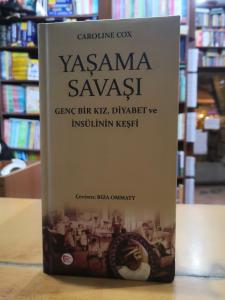 CAROLINE COX
YAŞAMA
SAVAŞI
GENÇ BİR KIZ, DİYABET ve
İNSÜLİNİN KEŞFİ
Çeviren: RIZA OMMATY